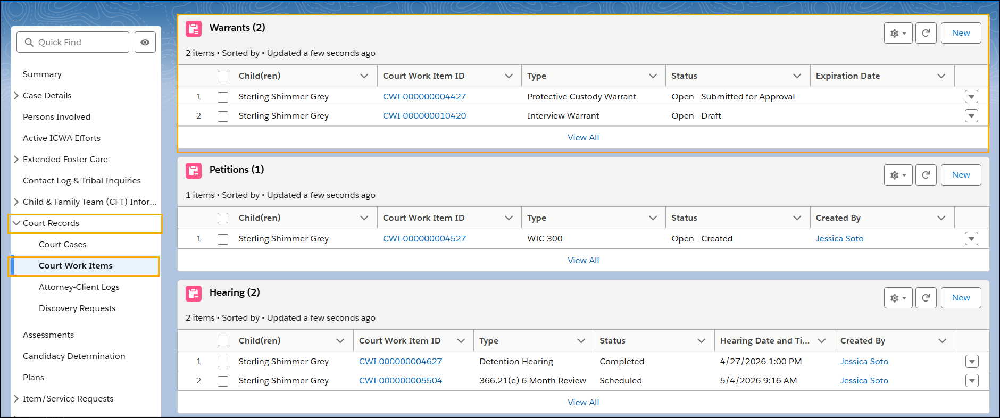 ---
Quick Find
Summary
Case Details
Persons Involved
Active ICWA Efforts
Extended Foster Care
Contact Log & Tribal Inquiries
Child & Family Team (CFT) Infor...
Court Records
Court Cases
Court Work Items
Attorney-Client Logs
Discovery Requests
Assessments
Candidacy Determination
Plans
Item/Service Requests
Warrants (2)
New
2 items • Sorted by • Updated a few seconds ago
Child(ren) Court Work Item ID Type Status Expiration Date
1 Sterling Shimmer Grey CWI-000000004427 Protective Custody Warrant Open - Submitted for Approval
2 Sterling Shimmer Grey CWI-000000010420 Interview Warrant Open - Draft
View All
Petitions (1)
New
1 items • Sorted by • Updated a few seconds ago
Child(ren) Court Work Item ID Type Status Created By
1 Sterling Shimmer Grey CWI-000000004527 WIC 300 Open - Created Jessica Soto
View All
Hearing (2)
New
2 items • Sorted by • Updated a few seconds ago
Child(ren) Court Work Item ID Type Status Hearing Date and Ti... Created By
1 Sterling Shimmer Grey CWI-000000004627 Detention Hearing Completed 4/27/2026 1:00 PM Jessica Soto
2 Sterling Shimmer Grey CWI-000000005504 366.21(e) 6 Month Review Scheduled 5/4/2026 9:16 AM Jessica Soto
View All